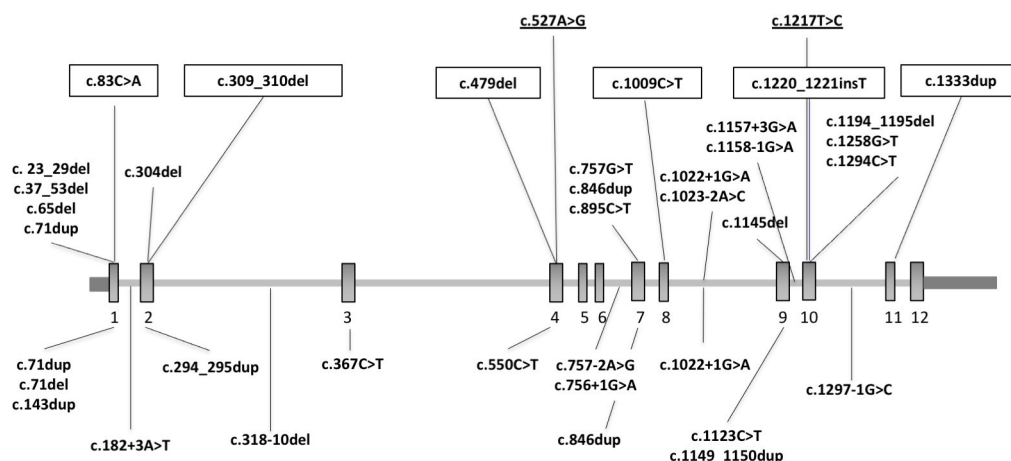 c.527A>G
c.1217T>C
c.83C>A
c.309_310del
c.479del
c.1009C>T
c.1220_1221insT
c.1333dup
c. 23_29del
c.37_53del
c.65del
c.71dup
c.304del
c.757G>T
c.846dup
c.895C>T
c.1022+1G>A
c.1023-2A>C
c.1157+3G>A
c.1158-1G>A
c.1145del
c.1194_1195del
c.1258G>T
c.1294C>T
1 2 3 4 5 6 7 8 9 10 11 12
c.71dup
c.71del
c.143dup
c.182+3A>T
c.294_295dup
c.318-10del
c.367C>T
c.550C>T
c.757-2A>G
c.756+1G>A
c.846dup
c.1022+1G>A
c.1123C>T
c.1149_1150dup
c.1297-1G>C